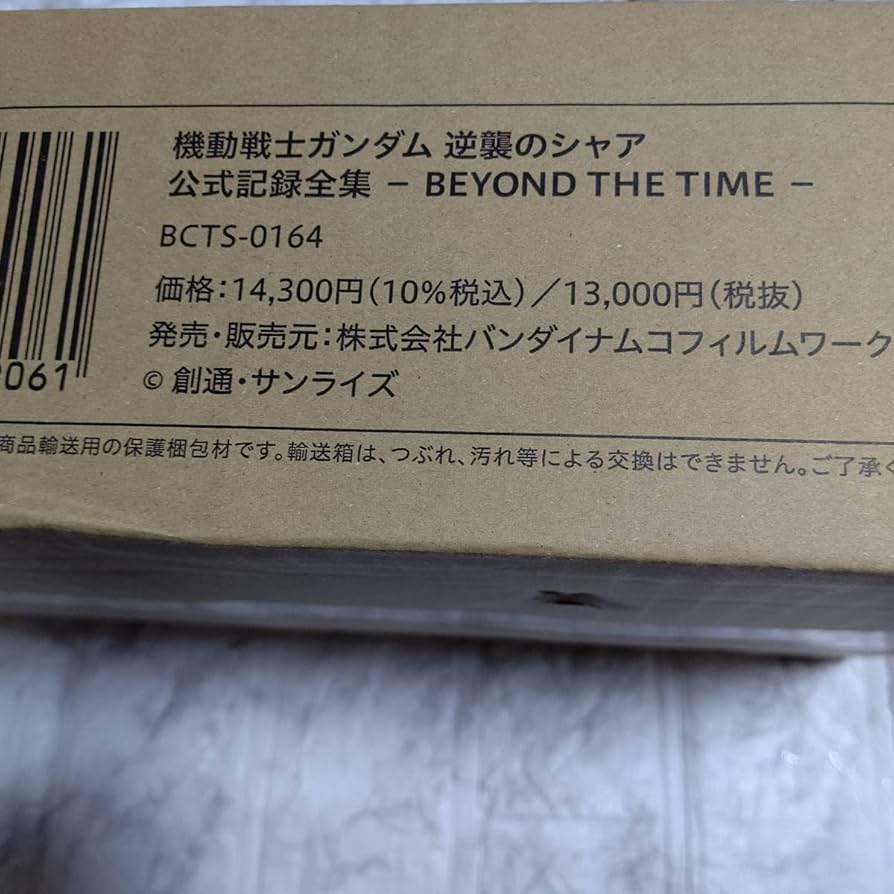 機動戦士ガンダム 逆襲のシャア
公式記録全集 − BEYOND THE TIME −
BCTS-0164
価格：14,300円（10％税込）／13,000円（税抜）
発売・販売元：株式会社バンダイナムコフィルムワーク
061
© 創通・サンライズ
商品輸送用の保護梱包材です。輸送箱は、つぶれ、汚れ等による交換はできません。ご了承く